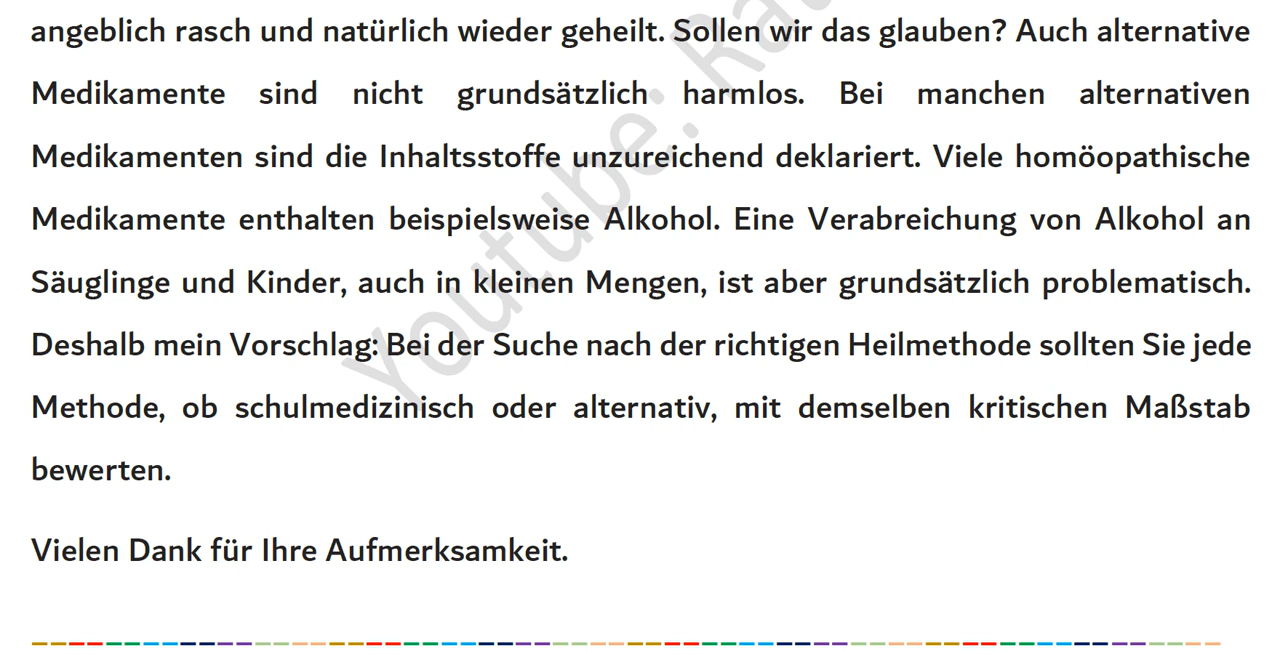 angeblich rasch und natürlich wieder geheilt. Sollen wir das glauben? Auch alternative
Medikamente sind nicht grundsätzlich harmlos. Bei manchen alternativen
Medikamenten sind die Inhaltsstoffe unzureichend deklariert. Viele homöopathische
Medikamente enthalten beispielsweise Alkohol. Eine Verabreichung von Alkohol an
Säuglinge und Kinder, auch in kleinen Mengen, ist aber grundsätzlich problematisch.
Deshalb mein Vorschlag: Bei der Suche nach der richtigen Heilmethode sollten Sie jede
Methode, ob schulmedizinisch oder alternativ, mit demselben kritischen Maßstab
bewerten.
Vielen Dank für Ihre Aufmerksamkeit.
Youtube: